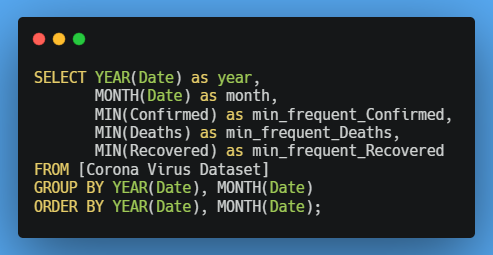 SELECT YEAR(Date) as year,
MONTH(Date) as month,
MIN(Confirmed) as min_frequent_Confirmed,
MIN(Deaths) as min_frequent_Deaths,
MIN(Recovered) as min_frequent_Recovered
FROM [Corona Virus Dataset]
GROUP BY YEAR(Date), MONTH(Date)
ORDER BY YEAR(Date), MONTH(Date);